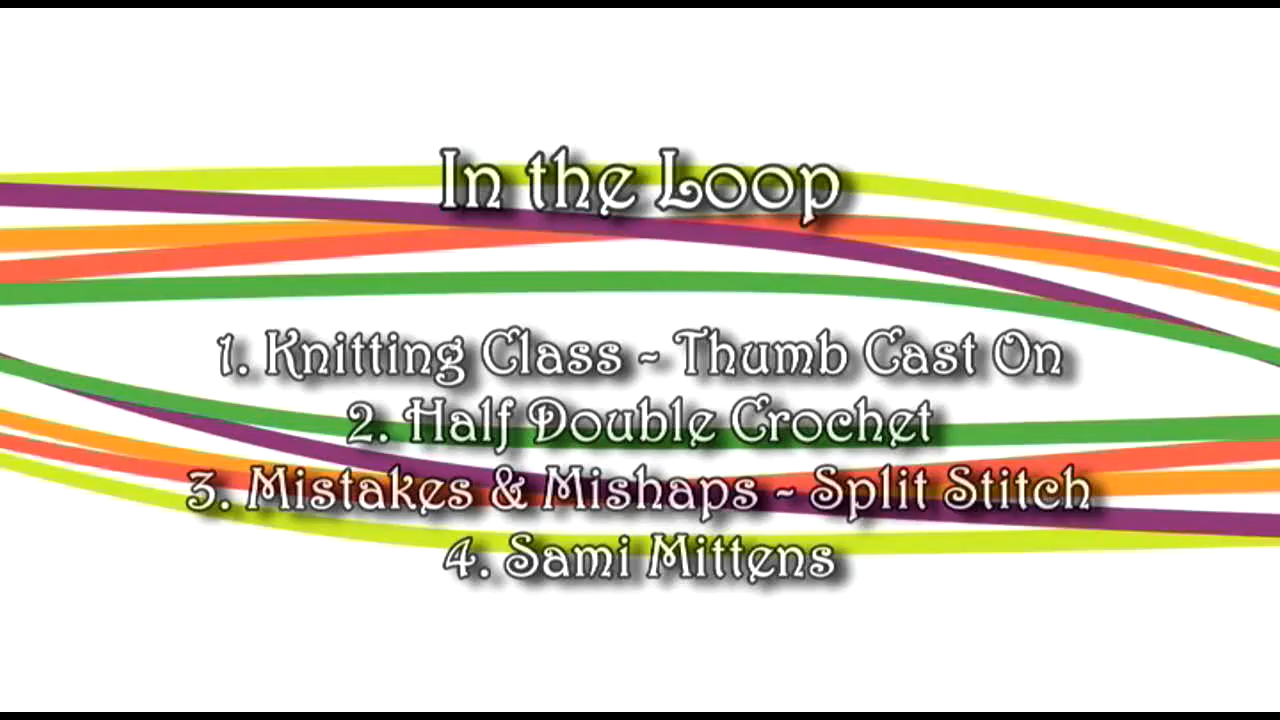 In the Loop
1. Knitting Class - Thumb Cast On
2. Half Double Crochet
3. Mistakes & Mishaps - Split Stitch
4. Sami Mittens